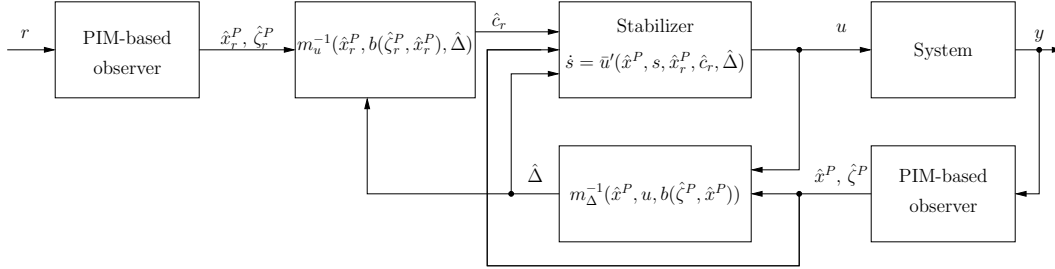 r
PIM-based
observer
x̂_r^P, ζ̂_r^P
m_u^{-1}(x̂_r^P, b(ζ̂_r^P, x̂_r^P), Δ̂)
ĉ_r
Stabilizer
ṡ = ū′(x̂^P, s, x̂_r^P, ĉ_r, Δ̂)
u
System
y
Δ̂
m_Δ^{-1}(x̂^P, u, b(ζ̂^P, x̂^P))
x̂^P, ζ̂^P
PIM-based
observer